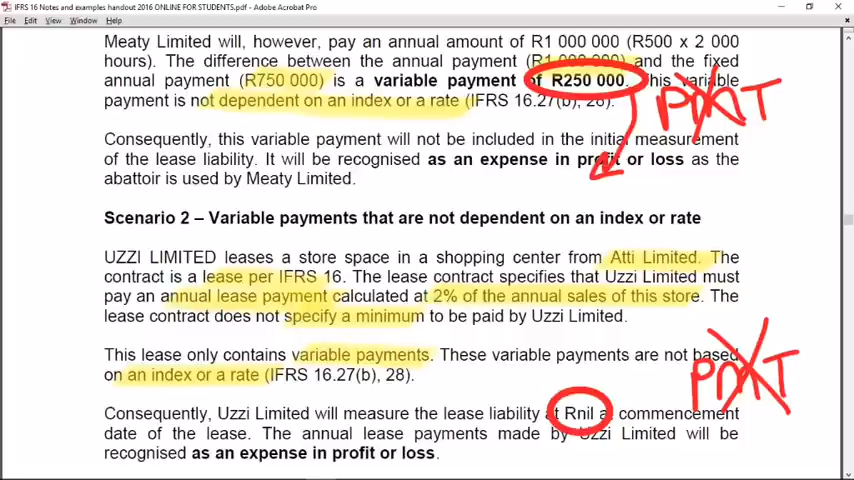 IFRS 16 Notes and examples handout 2016 ONLINE FOR STUDENTS.pdf - Adobe Acrobat Pro
File Edit View Window Help
Meaty Limited will, however, pay an annual amount of R1 000 000 (R500 x 2 000
hours). The difference between the annual payment (R1 000 000) and the fixed
annual payment (R750 000) is a variable payment of R250 000. This variable
payment is not dependent on an index or a rate (IFRS 16.27(b), 28).
PMT
Consequently, this variable payment will not be included in the initial measurement
of the lease liability. It will be recognised as an expense in profit or loss as the
abattoir is used by Meaty Limited.
Scenario 2 – Variable payments that are not dependent on an index or rate
UZZI LIMITED leases a store space in a shopping center from Atti Limited. The
contract is a lease per IFRS 16. The lease contract specifies that Uzzi Limited must
pay an annual lease payment calculated at 2% of the annual sales of this store. The
lease contract does not specify a minimum to be paid by Uzzi Limited.
This lease only contains variable payments. These variable payments are not based
on an index or a rate (IFRS 16.27(b), 28).
PMT
Consequently, Uzzi Limited will measure the lease liability at Rnil at commencement
date of the lease. The annual lease payments made by Uzzi Limited will be
recognised as an expense in profit or loss.